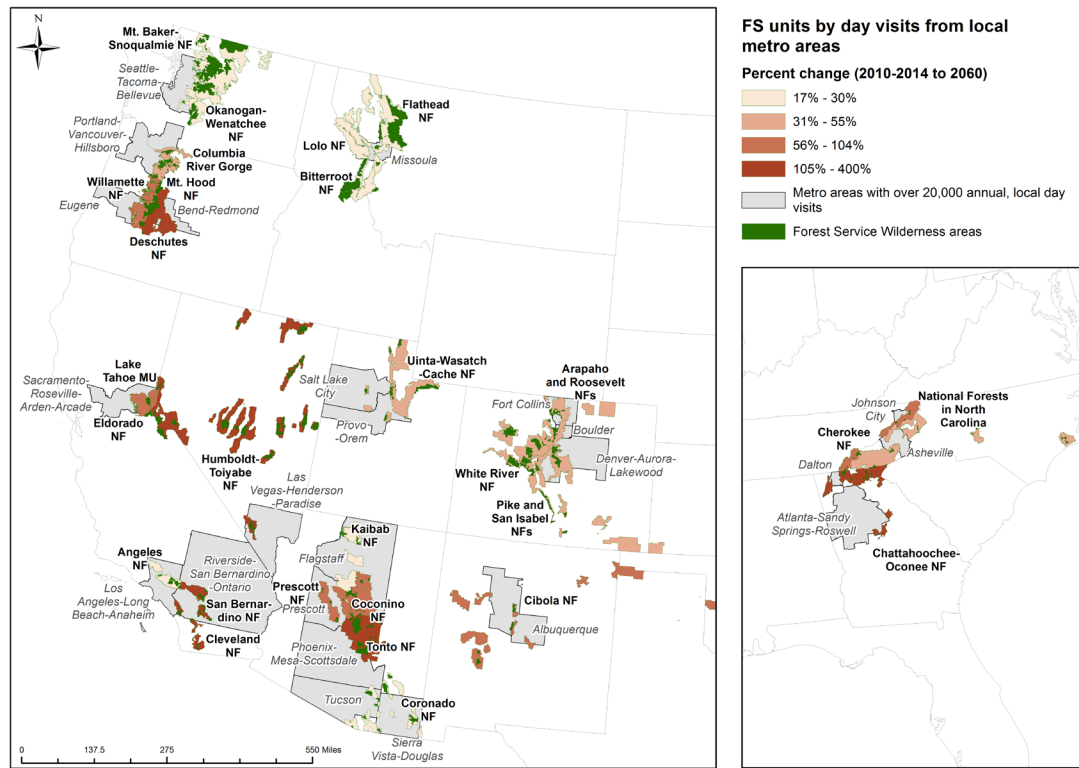 N
Mt. Baker-
Snoqualmie NF
Seattle-
Tacoma-
Bellevue
Okanogan-
Wenatchee
NF
Portland-
Vancouver-
Hillsboro
Columbia
River Gorge
Willamette
NF
Mt. Hood
NF
Eugene
Bend-Redmond
Deschutes
NF
Flathead
NF
Lolo NF
Missoula
Bitterroot
NF
Lake
Tahoe MU
Sacramento-
Roseville-
Arden-Arcade
Eldorado
NF
Humboldt-
Toiyabe
NF
Salt Lake
City
Uinta-Wasatch
-Cache NF
Provo-
Orem
Arapaho
and Roosevelt
NFs
Fort Collins
Boulder
Denver-Aurora-
Lakewood
White River
NF
Pike and
San Isabel
NFs
Las
Vegas-Henderson
-Paradise
Angeles
NF
Riverside-
San Bernardino
-Ontario
Los
Angeles-Long
Beach-Anaheim
San Bernar-
dino NF
Cleveland
NF
Kaibab
NF
Flagstaff
Prescott
NF
Prescott
Coconino
NF
Phoenix-
Mesa-Scottsdale
Tonto NF
Tucson
Coronado
NF
Sierra
Vista-Douglas
Cibola NF
Albuquerque
0
137.5
275
550 Miles
FS units by day visits from local
metro areas
Percent change (2010-2014 to 2060)
17% - 30%
31% - 55%
56% - 104%
105% - 400%
Metro areas with over 20,000 annual, local day
visits
Forest Service Wilderness areas
Johnson
City
National Forests
in North
Carolina
Cherokee
NF
Asheville
Dalton
Atlanta-Sandy
Springs-Roswell
Chattahoochee-
Oconee NF